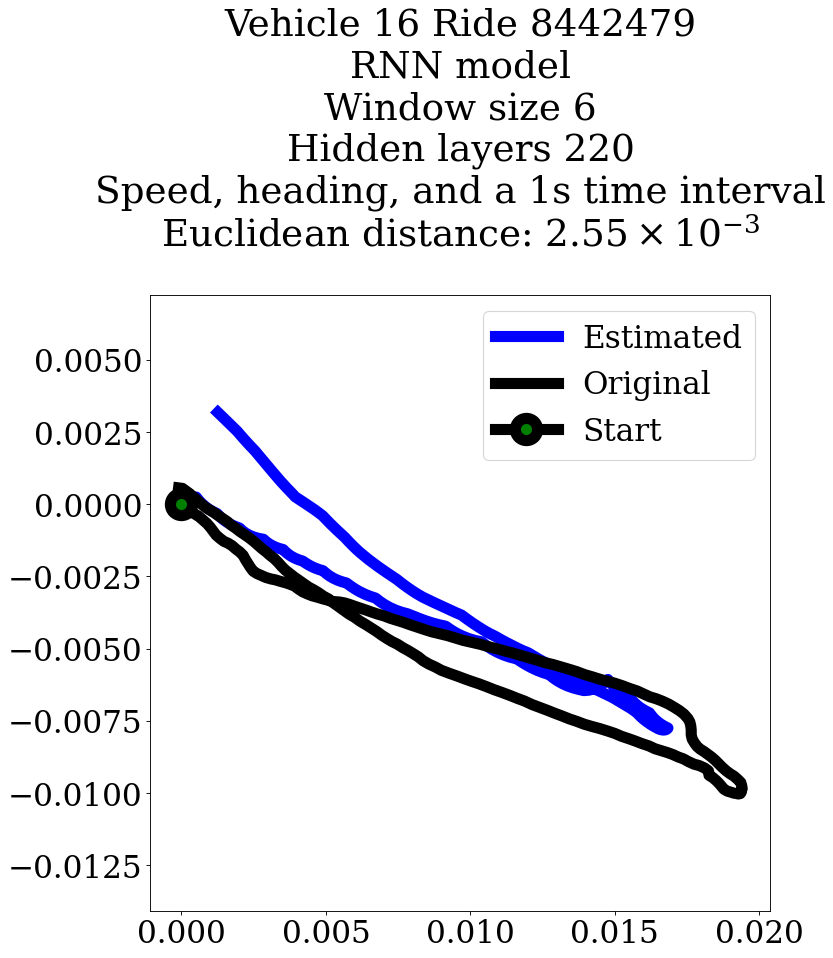 Vehicle 16 Ride 8442479
RNN model
Window size 6
Hidden layers 220
Speed, heading, and a 1s time interval
Euclidean distance: 2.55 × 10⁻³
Estimated
Original
Start
0.0050
0.0025
0.0000
−0.0025
−0.0050
−0.0075
−0.0100
−0.0125
0.000 0.005 0.010 0.015 0.020